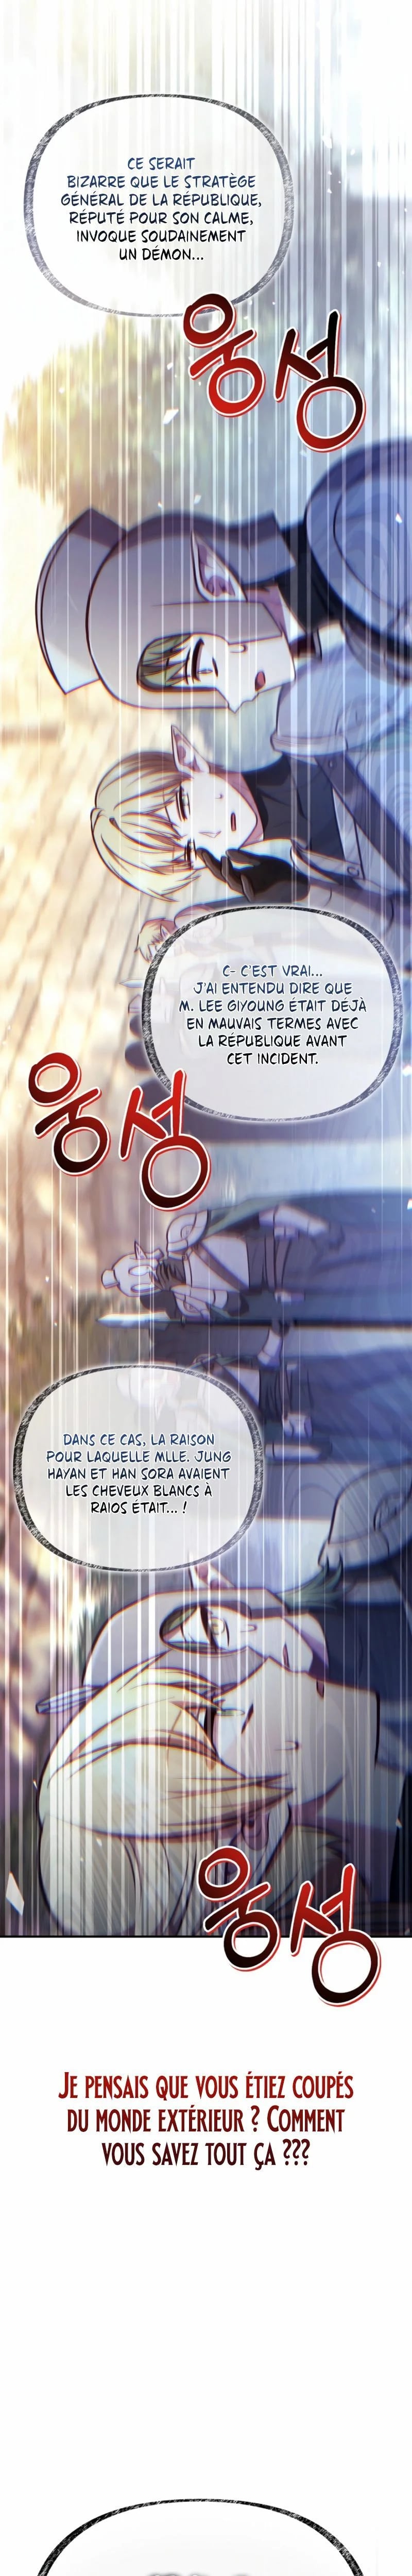 CE SERAIT
BIZARRE QUE LE STRATÈGE
GÉNÉRAL DE LA RÉPUBLIQUE,
RÉPUTÉ POUR SON CALME,
INVOQUE SOUDAINEMENT
UN DÉMON...
웅성
C- C'EST VRAI...
J'AI ENTENDU DIRE QUE
M. LEE GIYOUNG ÉTAIT DÉJÀ
EN MAUVAIS TERMES AVEC
LA RÉPUBLIQUE AVANT
CET INCIDENT.
웅성
DANS CE CAS, LA RAISON
POUR LAQUELLE MLLE. JUNG
HAYAN ET HAN SORA AVAIENT
LES CHEVEUX BLANCS À
RAIOS ÉTAIT... !
웅성
JE PENSAIS QUE VOUS ÉTIEZ COUPÉS
DU MONDE EXTÉRIEUR ? COMMENT
VOUS SAVEZ TOUT ÇA ???